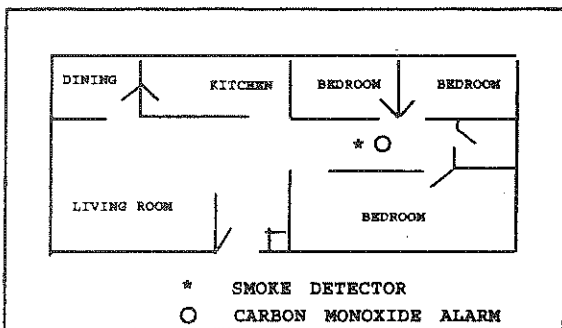 DINING KITCHEN BEDROOM BEDROOM
* O
LIVING ROOM
BEDROOM
* SMOKE DETECTOR
O CARBON MONOXIDE ALARM